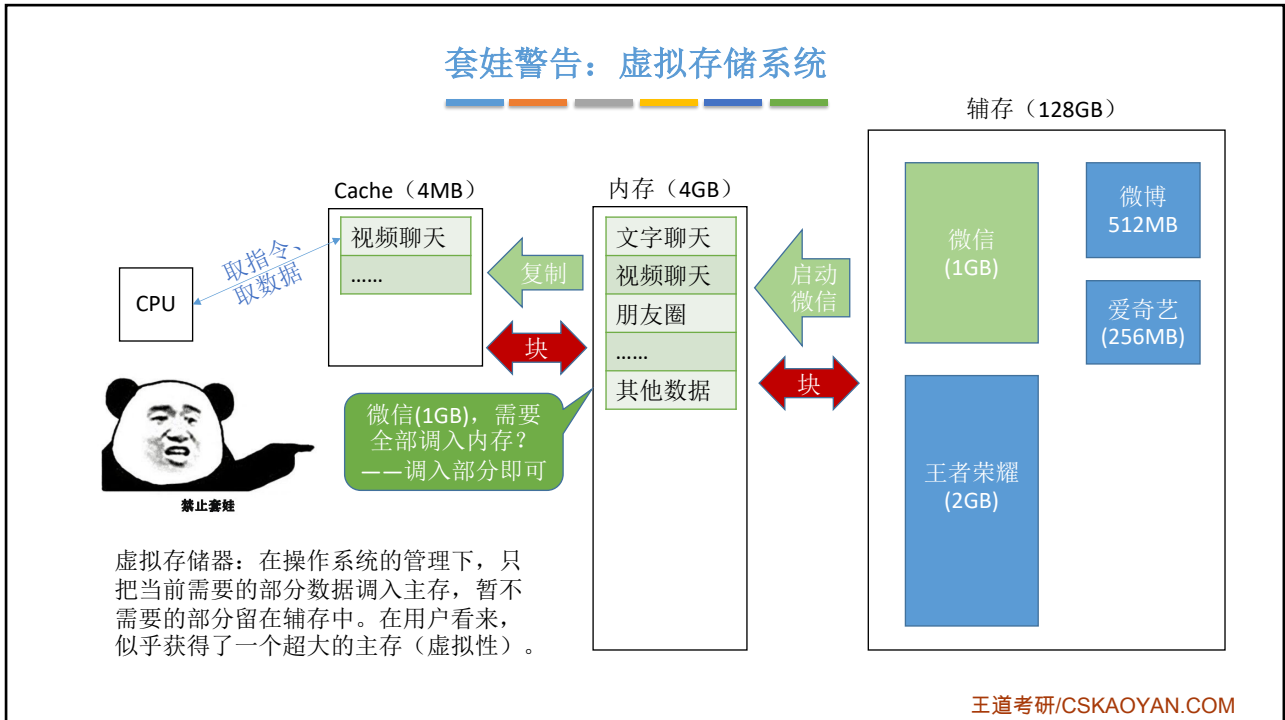 套娃警告：虚拟存储系统
辅存（128GB）
Cache（4MB）
内存（4GB）
CPU
取指令、
取数据
视频聊天
……
复制
块
文字聊天
视频聊天
朋友圈
……
其他数据
启动
微信
块
微信
(1GB)
微博
512MB
爱奇艺
(256MB)
王者荣耀
(2GB)
微信(1GB)，需要
全部调入内存？
——调入部分即可
禁止套娃
虚拟存储器：在操作系统的管理下，只
把当前需要的部分数据调入主存，暂不
需要的部分留在辅存中。在用户看来，
似乎获得了一个超大的主存（虚拟性）。
王道考研/CSKAOYAN.COM